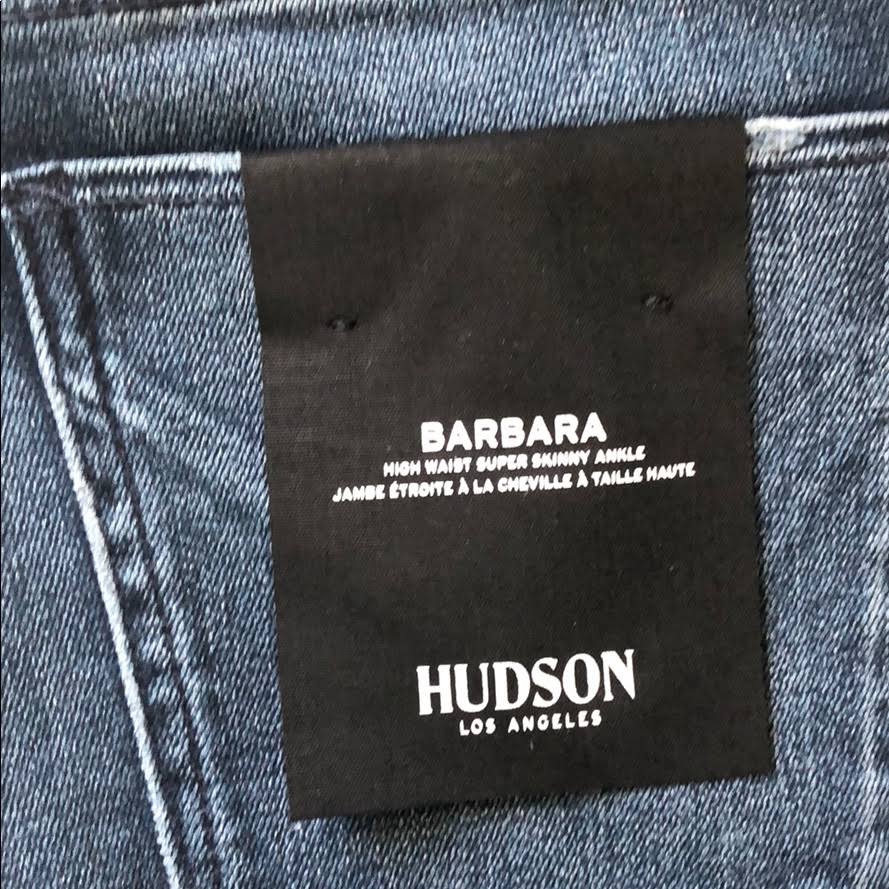 BARBARA
HIGH WAIST SUPER SKINNY ANKLE
JAMBE ÉTROITE À LA CHEVILLE À TAILLE HAUTE
HUDSON
LOS ANGELES